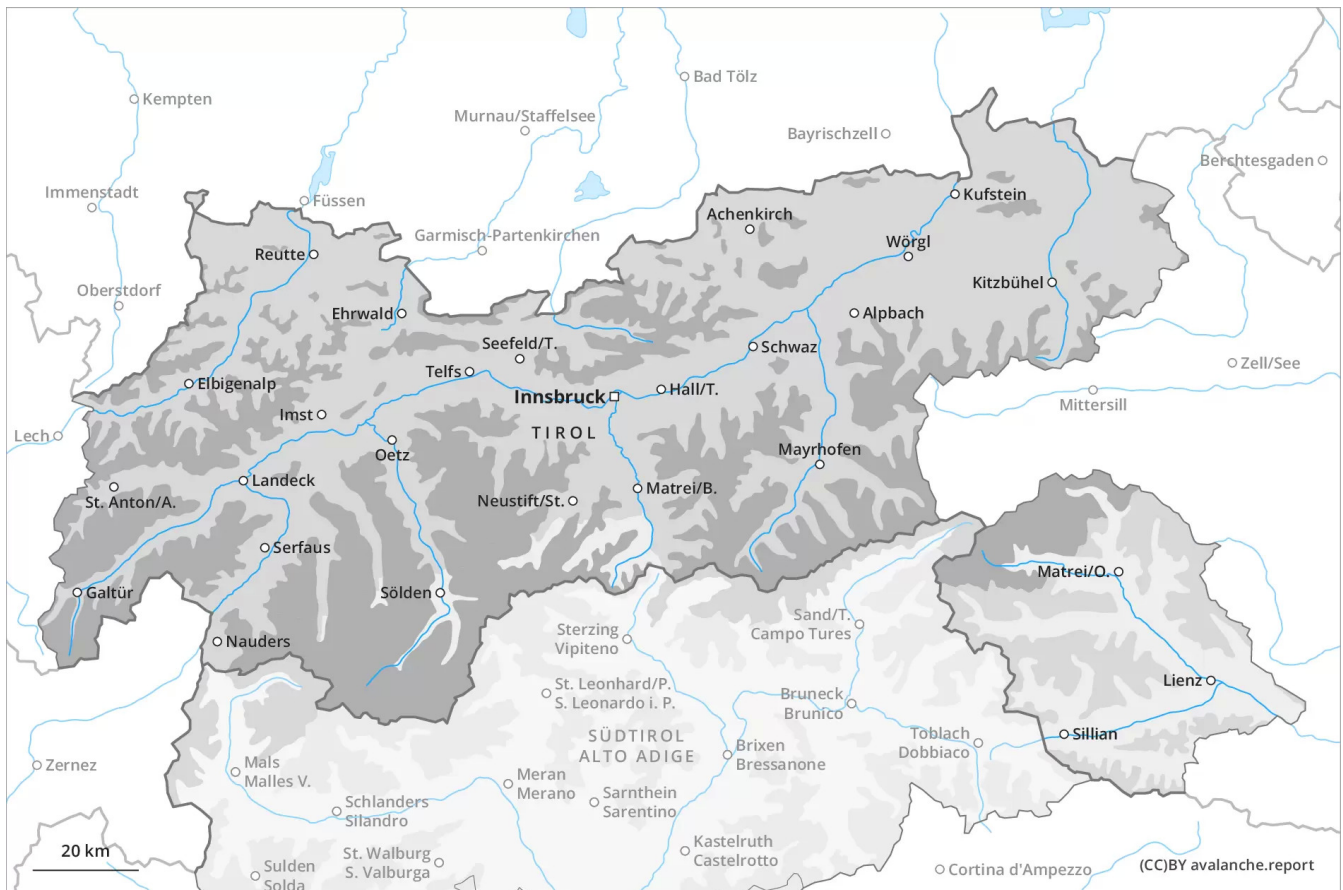 Bad Tölz
Kempten
Murnau/Staffelsee
Bayrischzell
Berchtesgaden
Immenstadt
Füssen
Kufstein
Achenkirch
Garmisch-Partenkirchen
Wörgl
Reutte
Kitzbühel
Oberstdorf
Ehrwald
Alpbach
Seefeld/T.
Schwaz
Telfs
Zell/See
Elbigenalp
Innsbruck
Hall/T.
Mittersill
Imst
TIROL
Lech
Oetz
Mayrhofen
Landeck
Matrei/B.
St. Anton/A.
Neustift/St.
Serfaus
Matrei/O.
Galtür
Sölden
Sand/T.
Campo Tures
Sterzing
Vipiteno
Nauders
Lienz
St. Leonhard/P.
S. Leonardo i. P.
Bruneck
Brunico
SÜDTIROL
ALTO ADIGE
Toblach
Dobbiaco
Sillian
Brixen
Bressanone
Zernez
Mals
Malles V.
Meran
Merano
Sarnthein
Sarentino
Schlanders
Silandro
Kastelruth
Castelrotto
20 km
St. Walburg
S. Valburga
Sulden
Solda
Cortina d'Ampezzo
(CC)BY avalanche.report